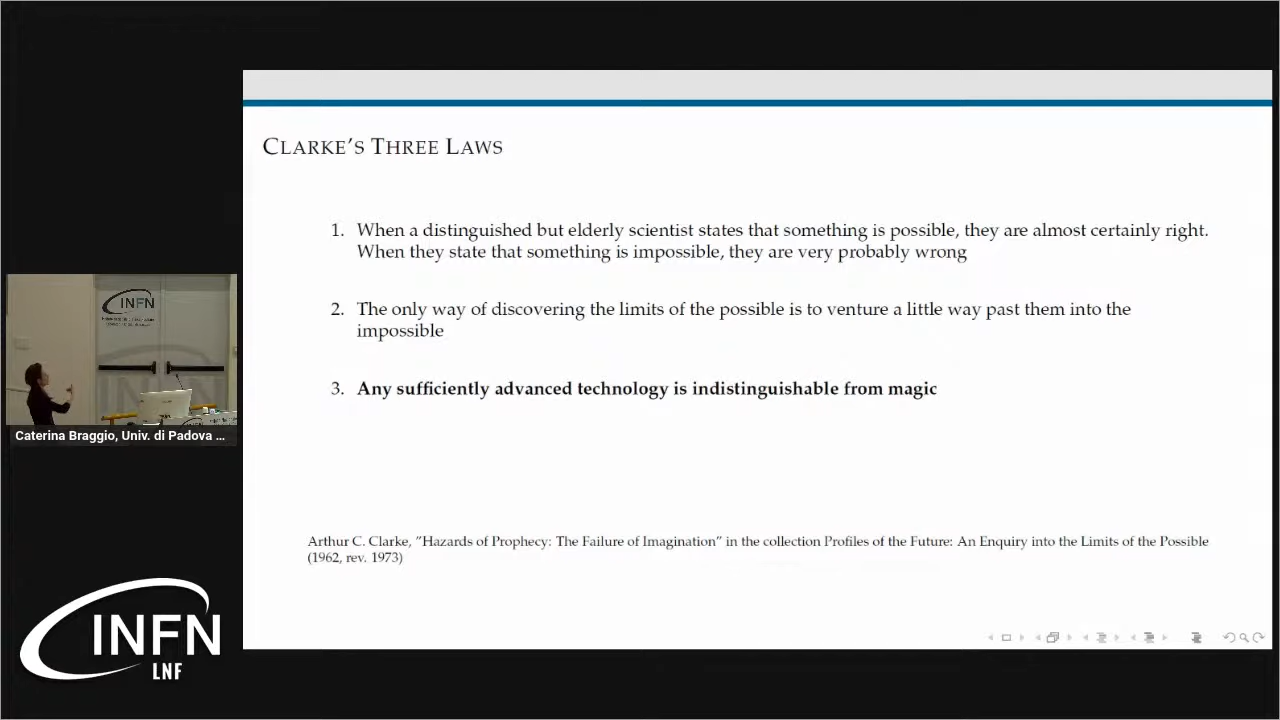 CLARKE'S THREE LAWS
1. When a distinguished but elderly scientist states that something is possible, they are almost certainly right.
When they state that something is impossible, they are very probably wrong
2. The only way of discovering the limits of the possible is to venture a little way past them into the
impossible
3. Any sufficiently advanced technology is indistinguishable from magic
Arthur C. Clarke, "Hazards of Prophecy: The Failure of Imagination" in the collection Profiles of the Future: An Enquiry into the Limits of the Possible
(1962, rev. 1973)
INFN
Caterina Braggio, Univ. di Padova ...
INFN
LNF